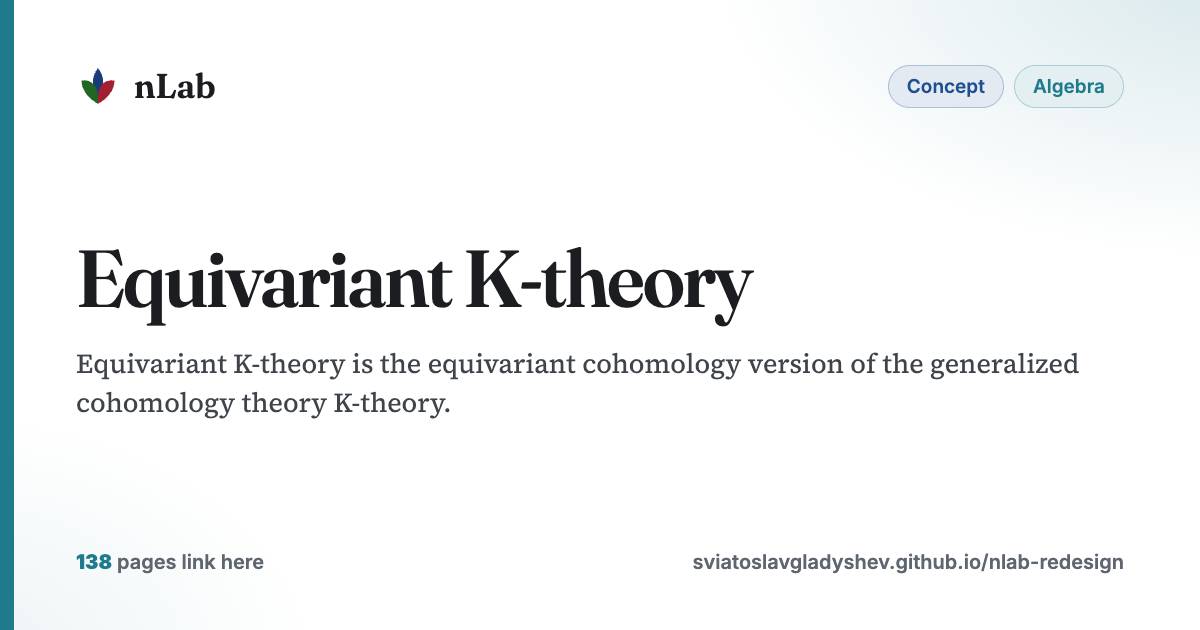 nLab
Concept
Algebra
Equivariant K-theory
Equivariant K-theory is the equivariant cohomology version of the generalized
cohomology theory K-theory.
138 pages link here
sviatoslavgladyshev.github.io/nlab-redesign